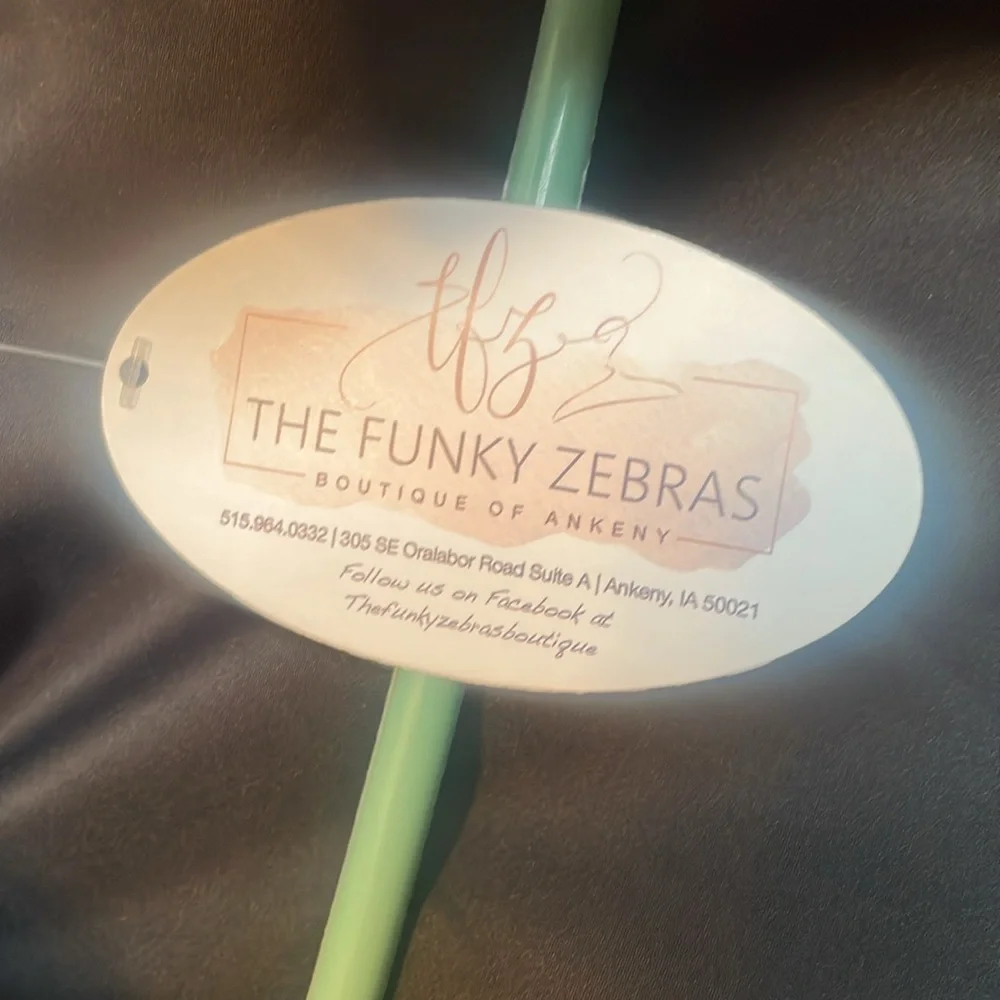 tfz
THE FUNKY ZEBRAS
BOUTIQUE OF ANKENY
515.964.0332 | 305 SE Oralabor Road Suite A | Ankeny, IA 50021
Follow us on Facebook at
Thefunkyzebrasboutique